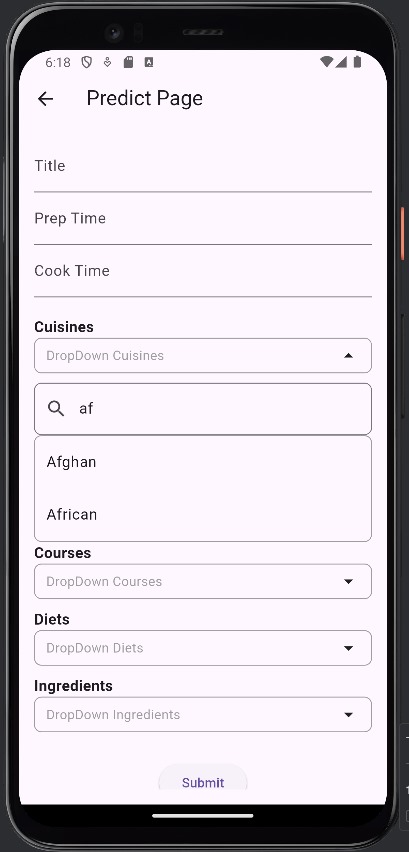 6:18
Predict Page
Title
Prep Time
Cook Time
Cuisines
DropDown Cuisines
af
Afghan
African
Courses
DropDown Courses
Diets
DropDown Diets
Ingredients
DropDown Ingredients
Submit